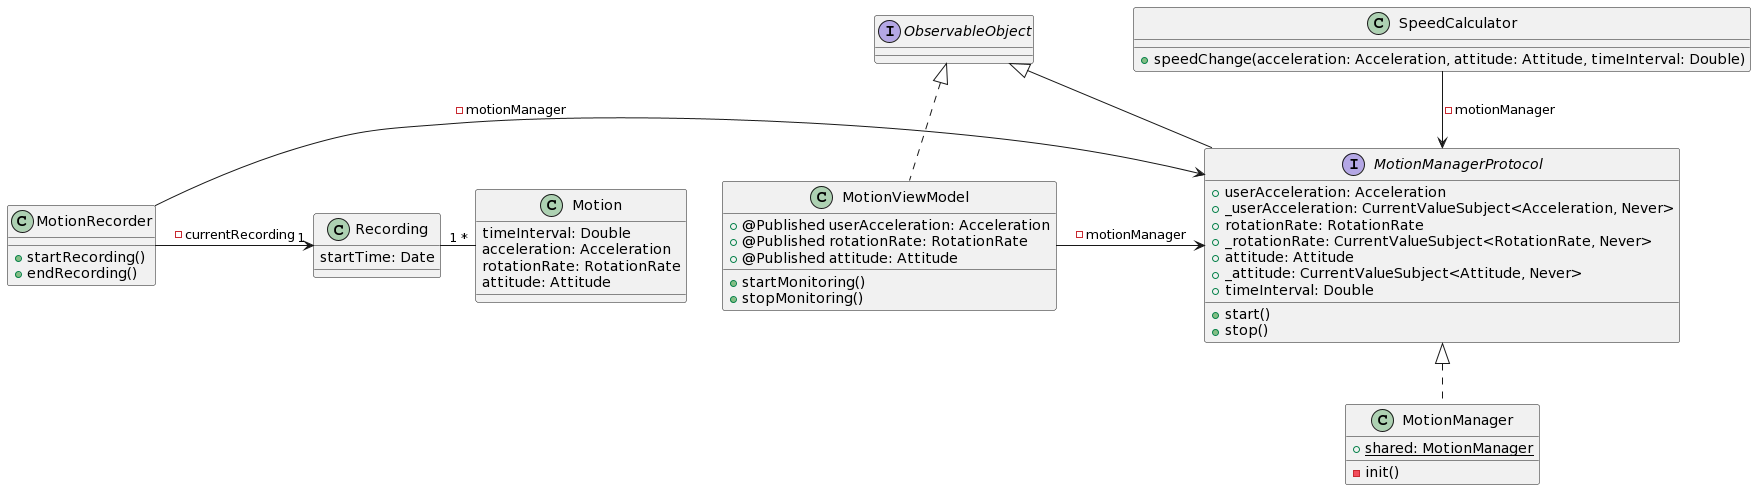 I ObservableObject
C SpeedCalculator
speedChange(acceleration: Acceleration, attitude: Attitude, timeInterval: Double)
motionManager
motionManager
I MotionManagerProtocol
userAcceleration: Acceleration
_userAcceleration: CurrentValueSubject<Acceleration, Never>
rotationRate: RotationRate
_rotationRate: CurrentValueSubject<RotationRate, Never>
attitude: Attitude
_attitude: CurrentValueSubject<Attitude, Never>
timeInterval: Double
start()
stop()
C MotionRecorder
startRecording()
endRecording()
currentRecording
1
C Recording
startTime: Date
1
*
C Motion
timeInterval: Double
acceleration: Acceleration
rotationRate: RotationRate
attitude: Attitude
C MotionViewModel
@Published userAcceleration: Acceleration
@Published rotationRate: RotationRate
@Published attitude: Attitude
startMonitoring()
stopMonitoring()
motionManager
C MotionManager
shared: MotionManager
init()